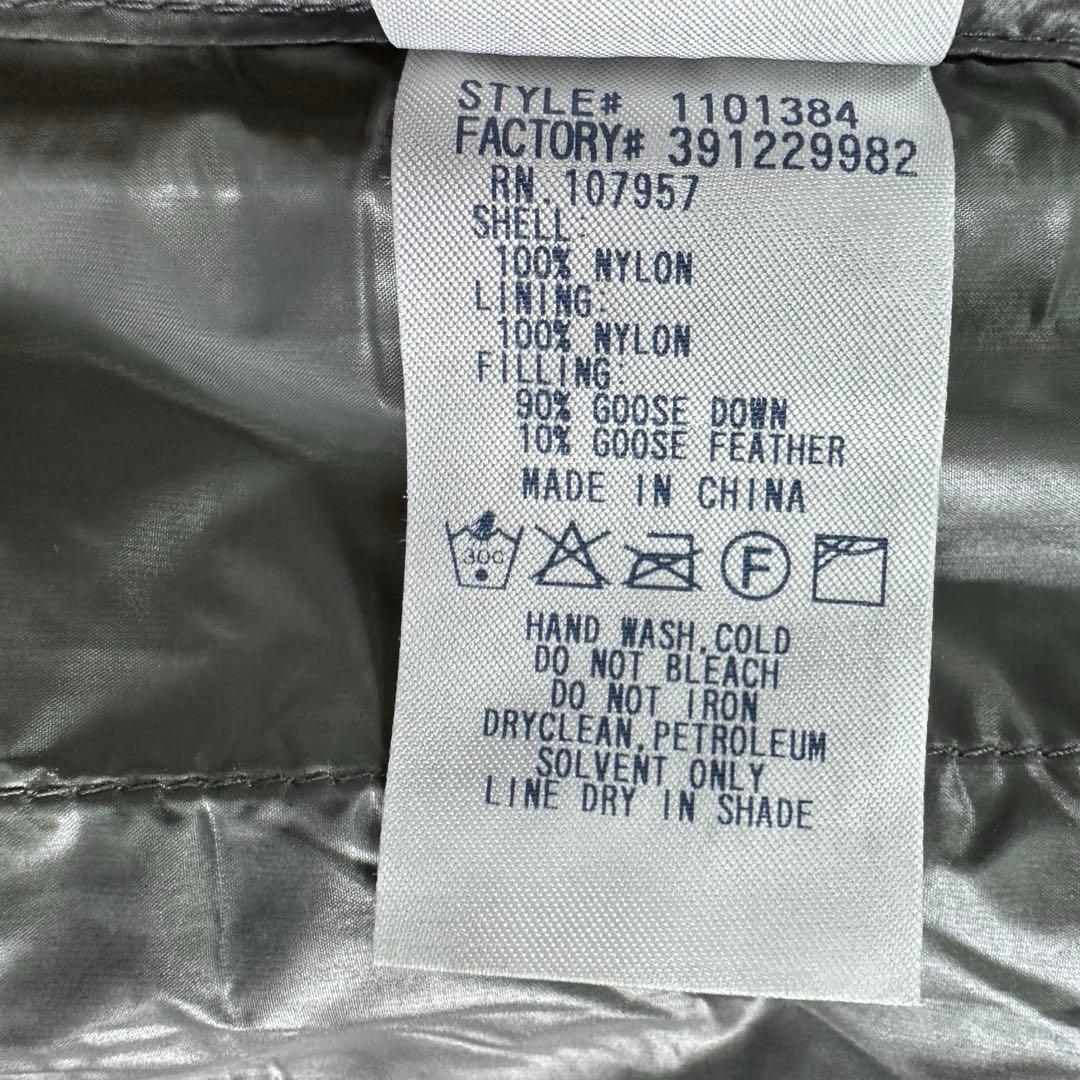 STYLE# 1101384
FACTORY# 391229982
RN. 107957
SHELL:
100% NYLON
LINING:
100% NYLON
FILLING:
90% GOOSE DOWN
10% GOOSE FEATHER
MADE IN CHINA
30C F
HAND WASH,COLD
DO NOT BLEACH
DO NOT IRON
DRYCLEAN,PETROLEUM
SOLVENT ONLY
LINE DRY IN SHADE